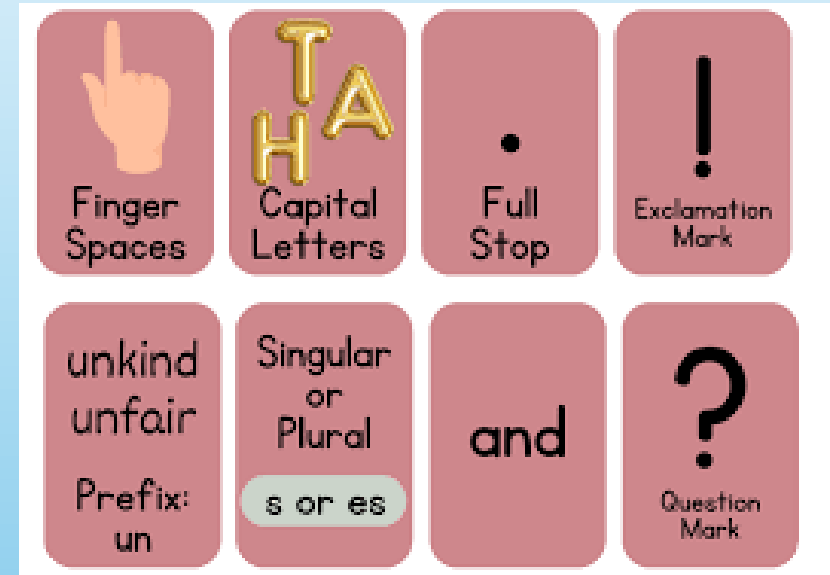 Finger
Spaces
T
A
H
Capital
Letters
.
Full
Stop
!
Exclamation
Mark
unkind
unfair
Prefix:
un
Singular
or
Plural
s or es
and
?
Question
Mark